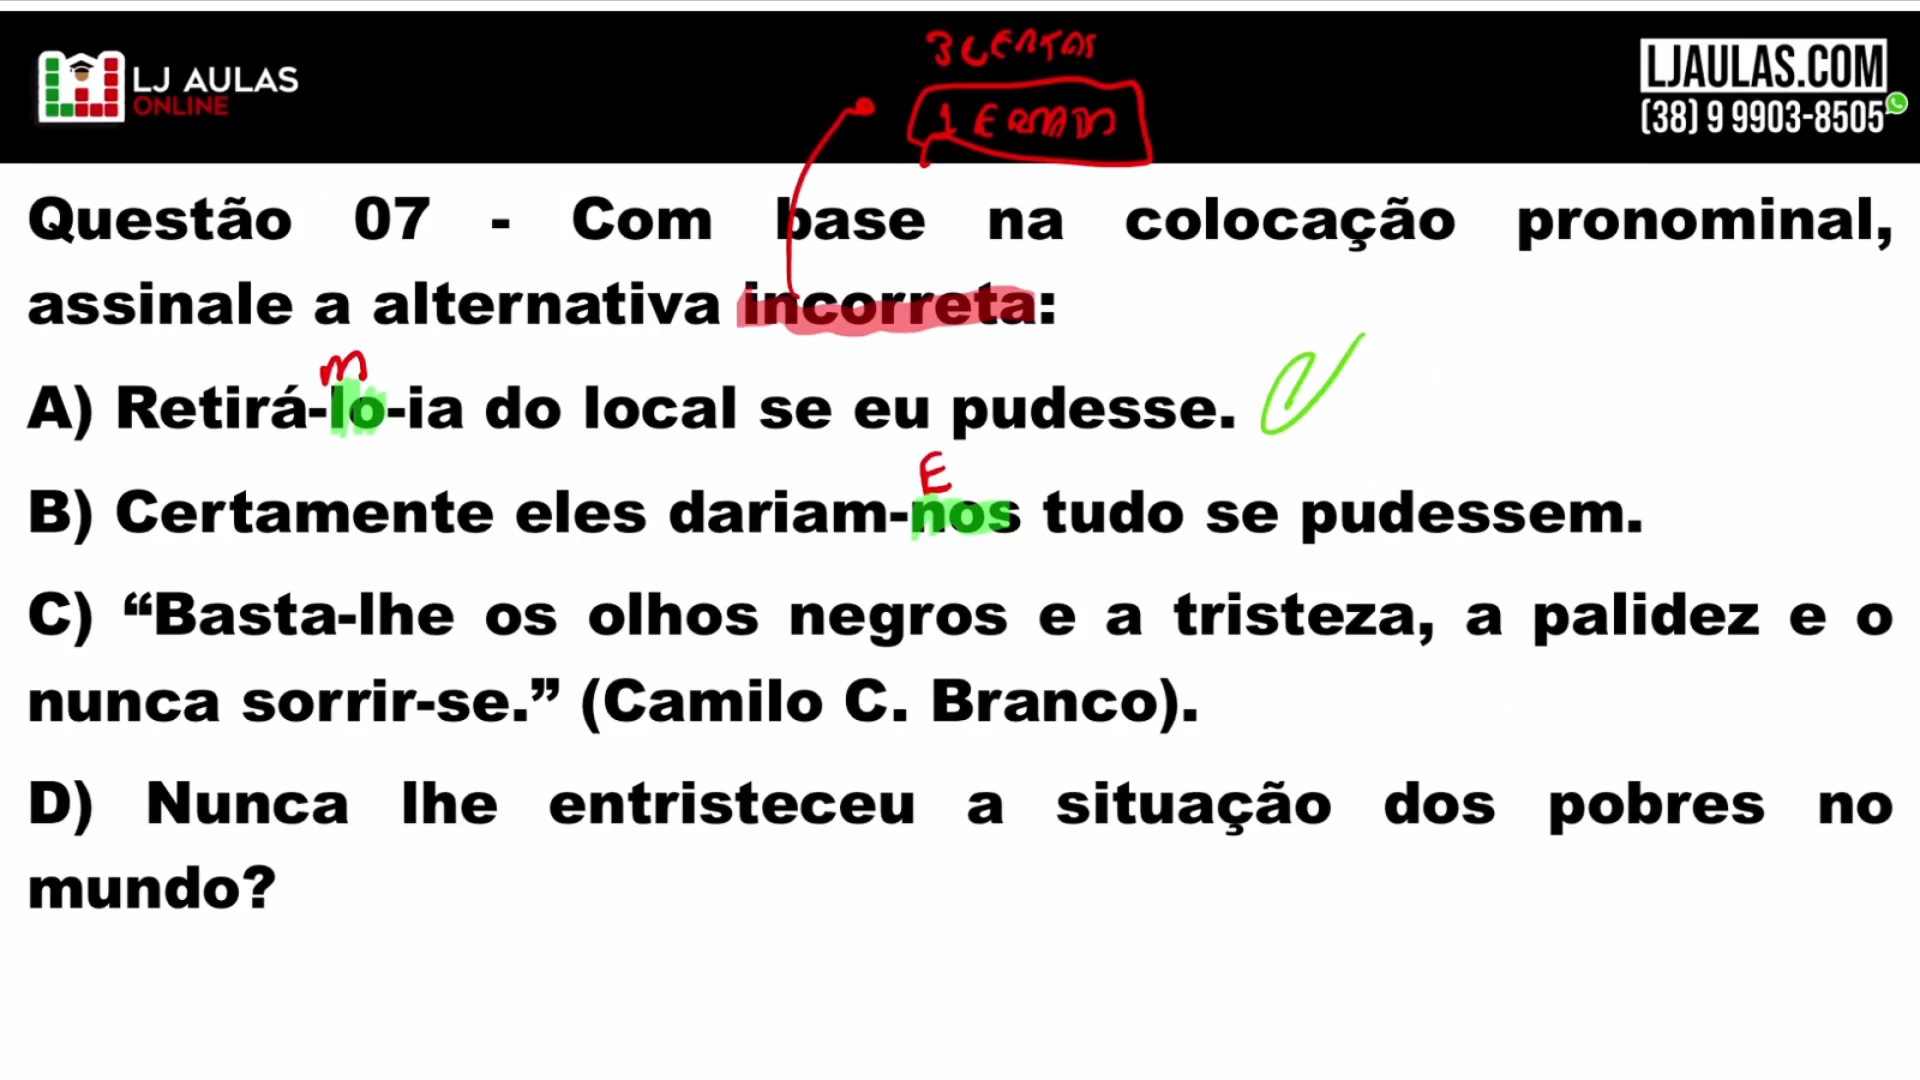 3 CERTAS
LJ AULAS
ONLINE
1 ERRADA
LJAULAS.COM
(38) 9 9903-8505
Questão 07 - Com base na colocação pronominal,
assinale a alternativa incorreta:
m
A) Retirá-lo-ia do local se eu pudesse.
E
B) Certamente eles dariam-nos tudo se pudessem.
C) “Basta-lhe os olhos negros e a tristeza, a palidez e o
nunca sorrir-se.” (Camilo C. Branco).
D) Nunca lhe entristeceu a situação dos pobres no
mundo?